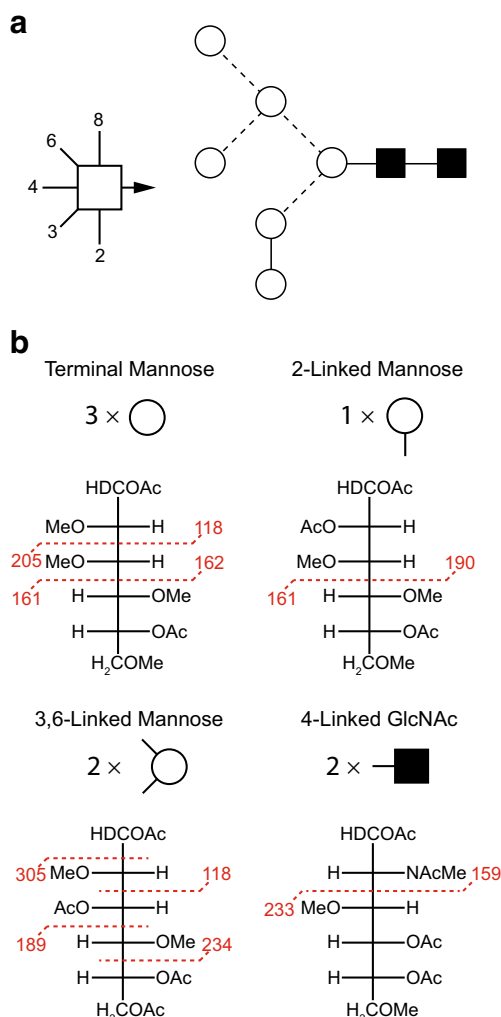 a
8
6
4
3
2
b
Terminal Mannose
3 ×
HDCOAc
MeO H 118
205 MeO H 162
161 H OMe
H OAc
H2COMe
2-Linked Mannose
1 ×
HDCOAc
AcO H
MeO H 190
161 H OMe
H OAc
H2COMe
3,6-Linked Mannose
2 ×
HDCOAc
305 MeO H 118
AcO H
189 H OMe 234
H OAc
H2COAc
4-Linked GlcNAc
2 ×
HDCOAc
H NAcMe 159
233 MeO H
H OAc
H OAc
H2COMe